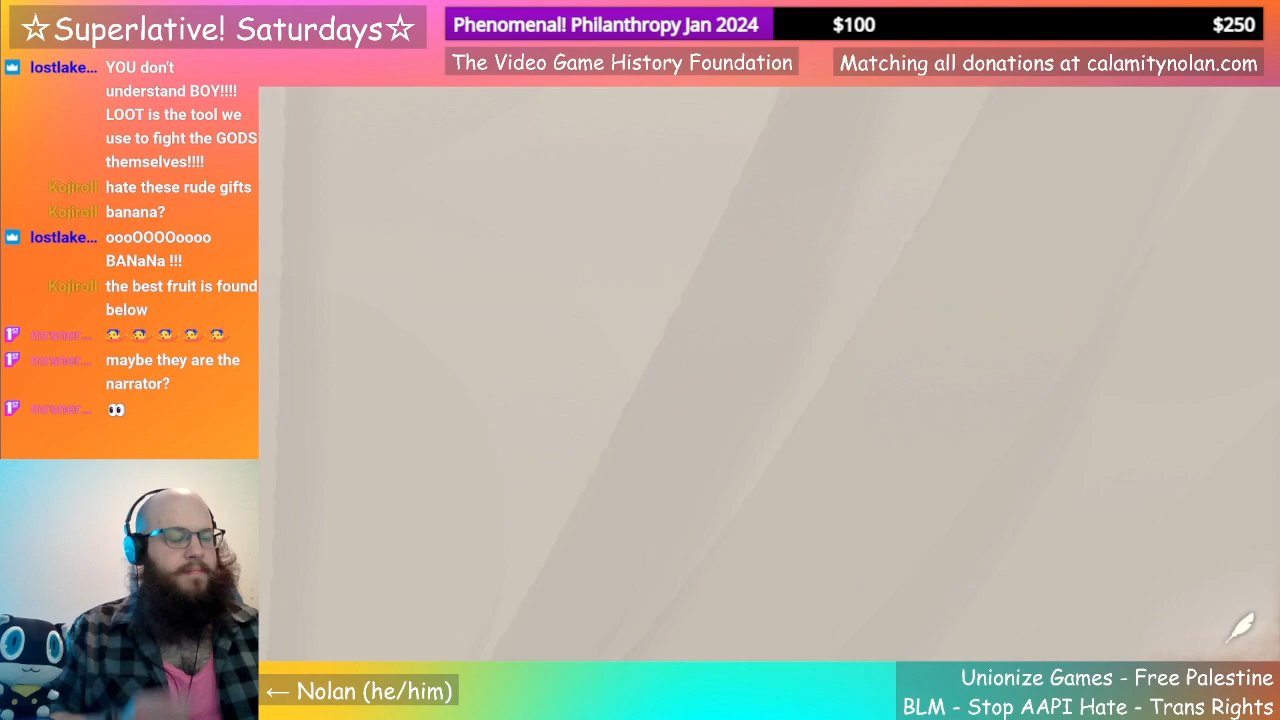 ☆Superlative! Saturdays☆
Phenomenal! Philanthropy Jan 2024 $100 $250
The Video Game History Foundation
Matching all donations at calamitynolan.com
lostlake... YOU don't
understand BOY!!!!
LOOT is the tool we
use to fight the GODS
themselves!!!!
Kojiroll hate these rude gifts
Kojiroll banana?
lostlake... oooOOOOoooo
BANaNa !!!
Kojiroll the best fruit is found
below
mrsner...
mrsner... maybe they are the
narrator?
mrsner... 👀
← Nolan (he/him)
Unionize Games - Free Palestine
BLM - Stop AAPI Hate - Trans Rights